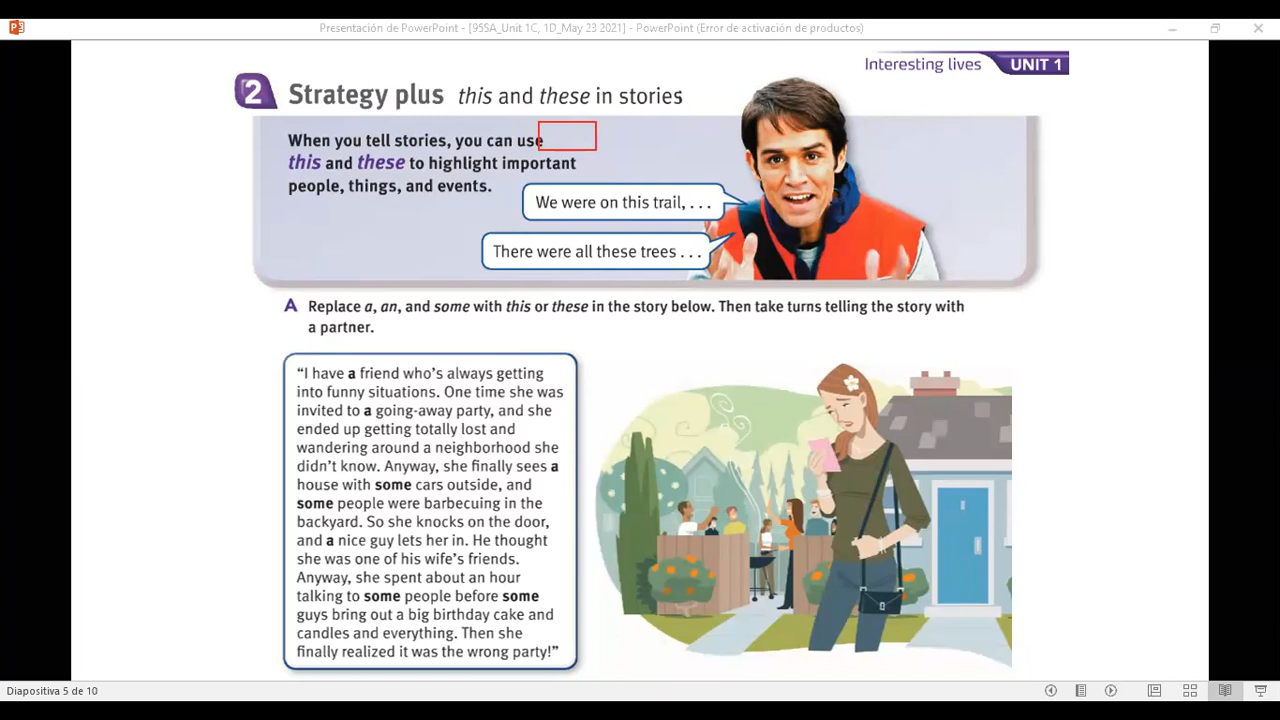 Presentación de PowerPoint - [95SA_Unit 1C, 1D_May 23 2021] - PowerPoint (Error de activación de productos)
Interesting lives UNIT 1
2 Strategy plus this and these in stories
When you tell stories, you can use
this and these to highlight important
people, things, and events.
We were on this trail, . . .
There were all these trees . . .
A Replace a, an, and some with this or these in the story below. Then take turns telling the story with
a partner.
“I have a friend who’s always getting
into funny situations. One time she was
invited to a going-away party, and she
ended up getting totally lost and
wandering around a neighborhood she
didn’t know. Anyway, she finally sees a
house with some cars outside, and
some people were barbecuing in the
backyard. So she knocks on the door,
and a nice guy lets her in. He thought
she was one of his wife’s friends.
Anyway, she spent about an hour
talking to some people before some
guys bring out a big birthday cake and
candles and everything. Then she
finally realized it was the wrong party!”
Diapositiva 5 de 10